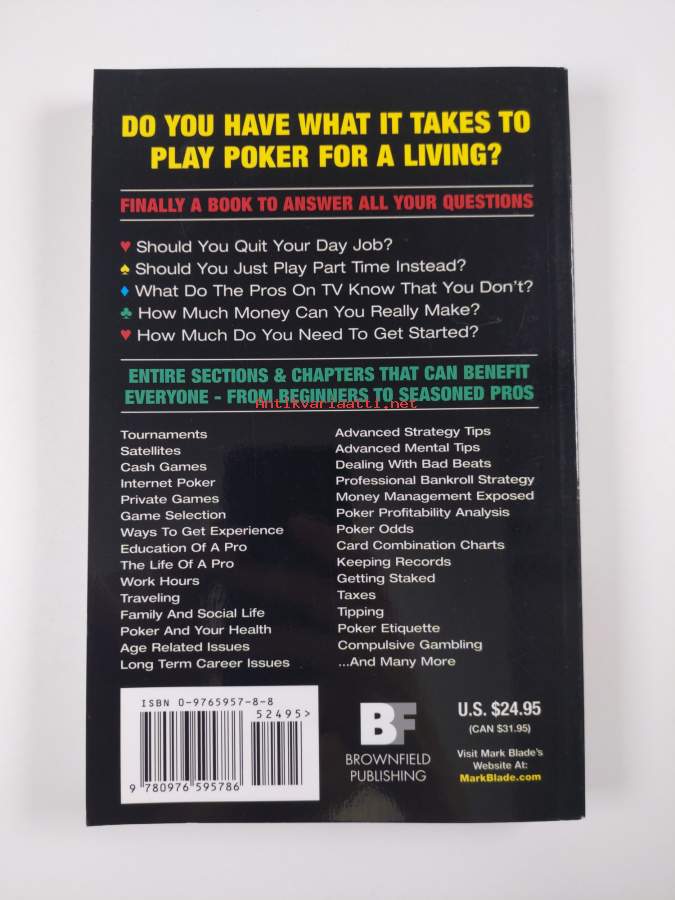 DO YOU HAVE WHAT IT TAKES TO
PLAY POKER FOR A LIVING?
FINALLY A BOOK TO ANSWER ALL YOUR QUESTIONS
♥ Should You Quit Your Day Job?
♠ Should You Just Play Part Time Instead?
♦ What Do The Pros On TV Know That You Don't?
♣ How Much Money Can You Really Make?
♥ How Much Do You Need To Get Started?
ENTIRE SECTIONS & CHAPTERS THAT CAN BENEFIT
EVERYONE - FROM BEGINNERS TO SEASONED PROS
Antikvariaatti.net
Tournaments
Satellites
Cash Games
Internet Poker
Private Games
Game Selection
Ways To Get Experience
Education Of A Pro
The Life Of A Pro
Work Hours
Traveling
Family And Social Life
Poker And Your Health
Age Related Issues
Long Term Career Issues
Advanced Strategy Tips
Advanced Mental Tips
Dealing With Bad Beats
Professional Bankroll Strategy
Money Management Exposed
Poker Profitability Analysis
Poker Odds
Card Combination Charts
Keeping Records
Getting Staked
Taxes
Tipping
Poker Etiquette
Compulsive Gambling
...And Many More
ISBN 0-9765957-8-8
52495>
9 780976 595786
BF
BROWNFIELD
PUBLISHING
U.S. $24.95
(CAN $31.95)
Visit Mark Blade's
Website At:
MarkBlade.com